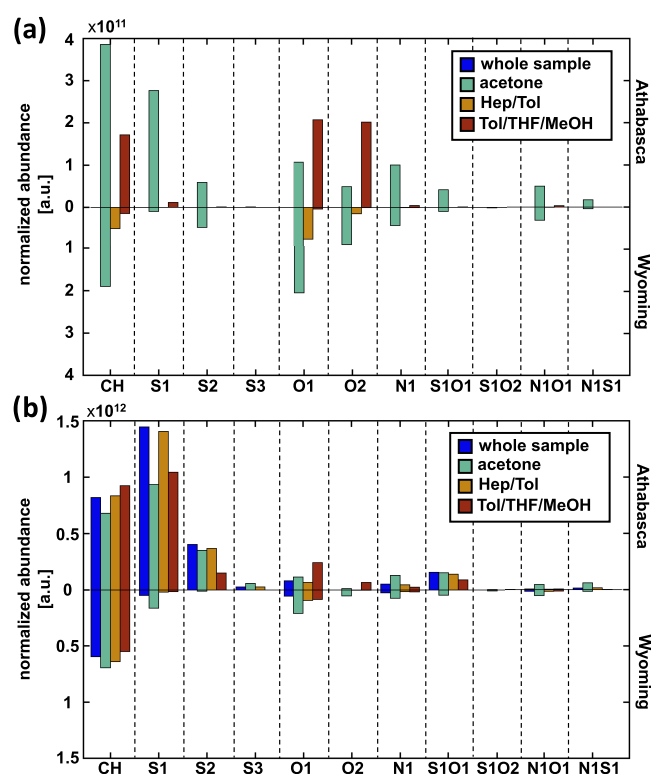 (a)
x10¹¹
4
3
2
1
0
1
2
3
4
normalized abundance
[a.u.]
whole sample
acetone
Hep/Tol
Tol/THF/MeOH
Athabasca
Wyoming
CH S1 S2 S3 O1 O2 N1 S1O1 S1O2 N1O1 N1S1
(b)
x10¹²
1.5
1
0.5
0
0.5
1
1.5
normalized abundance
[a.u.]
whole sample
acetone
Hep/Tol
Tol/THF/MeOH
Athabasca
Wyoming
CH S1 S2 S3 O1 O2 N1 S1O1 S1O2 N1O1 N1S1